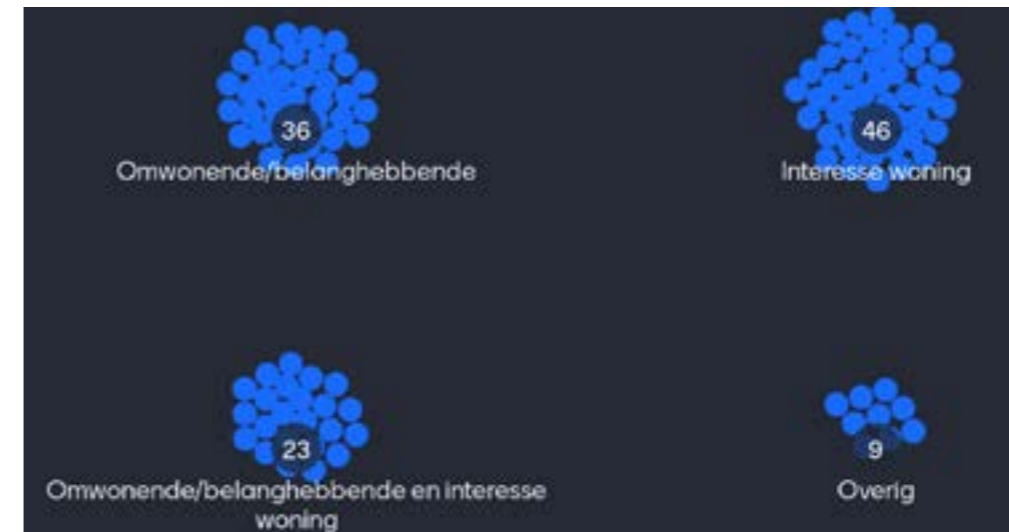 36
Omwonende/belanghebbende
46
Interesse woning
23
Omwonende/belanghebbende en interesse
woning
9
Overig